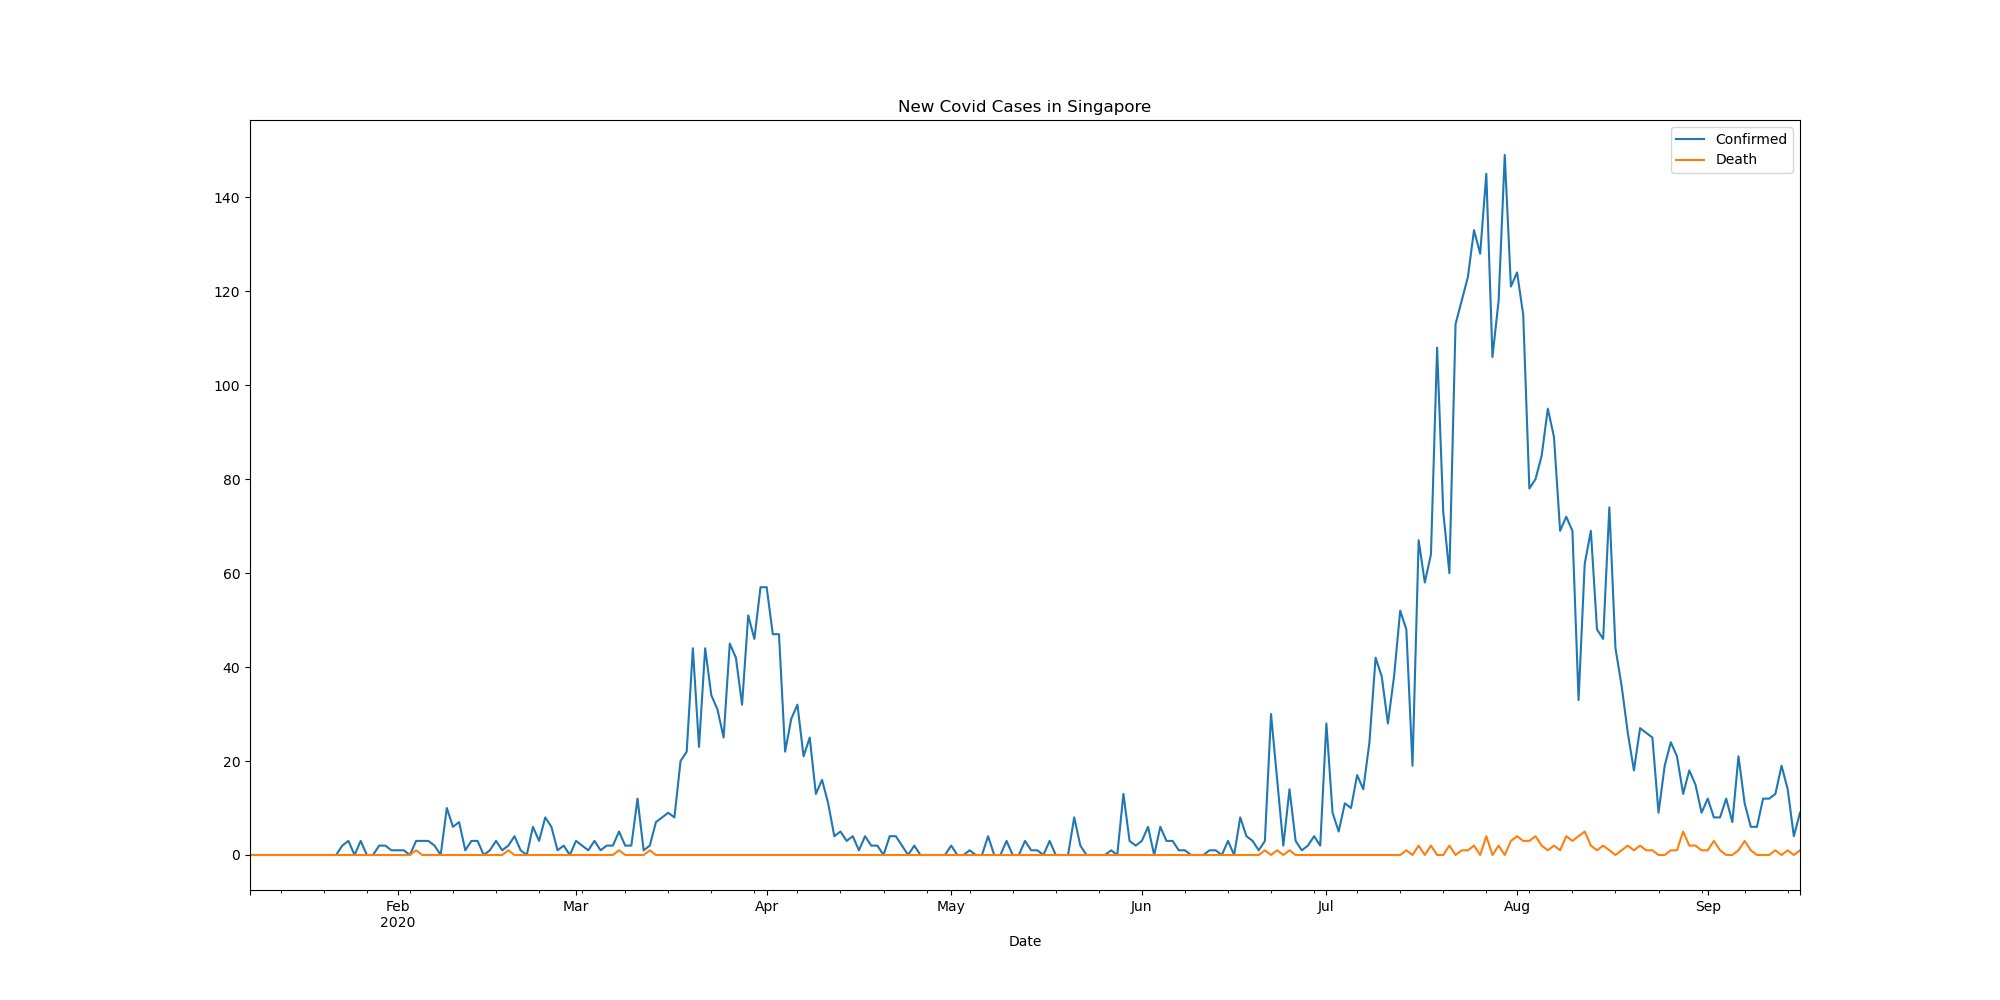 New Covid Cases in Singapore
Confirmed
Death
140
120
100
80
60
40
20
0
Feb Mar Apr May Jun Jul Aug Sep
2020
Date